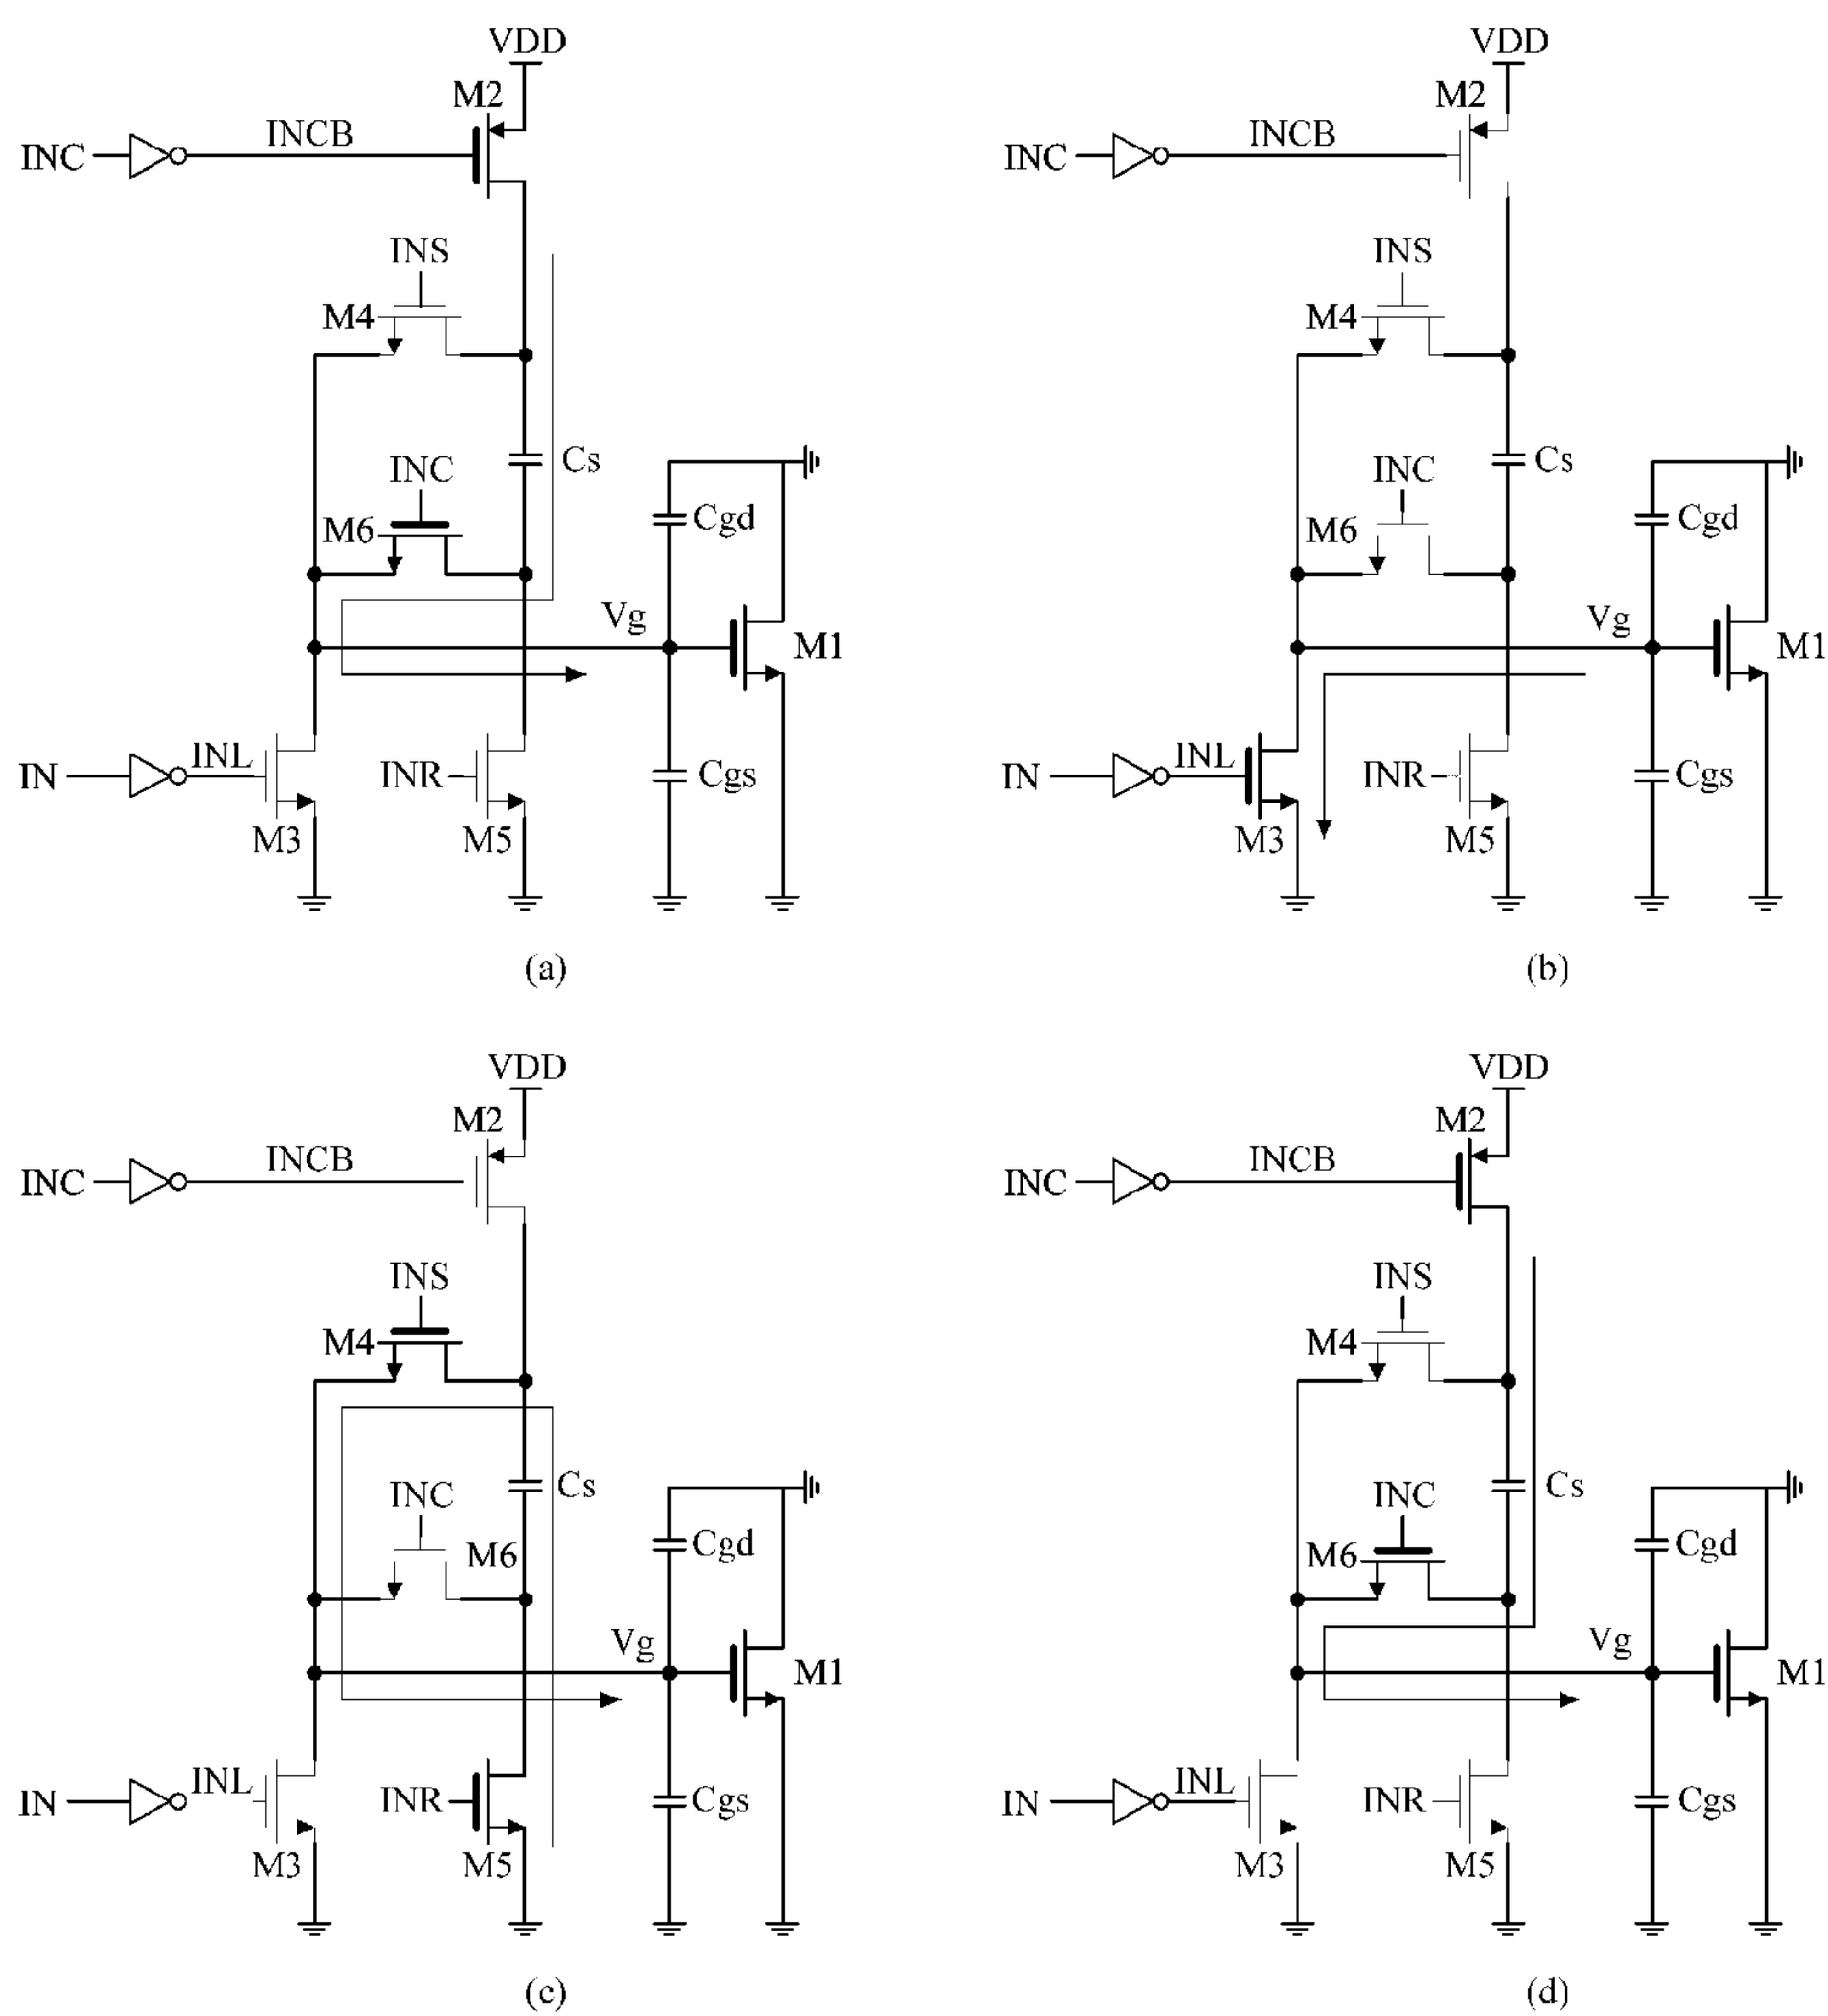 VDD
M2
INC
INCB
INS
M4
Cs
INC
M6
Cgd
Vg
M1
IN
INL
INR
Cgs
M3
M5
(a)
VDD
M2
INC
INCB
INS
M4
Cs
INC
M6
Cgd
Vg
M1
IN
INL
INR
Cgs
M3
M5
(b)
VDD
M2
INC
INCB
INS
M4
Cs
INC
M6
Cgd
Vg
M1
IN
INL
INR
Cgs
M3
M5
(c)
VDD
M2
INC
INCB
INS
M4
Cs
INC
M6
Cgd
Vg
M1
IN
INL
INR
Cgs
M3
M5
(d)